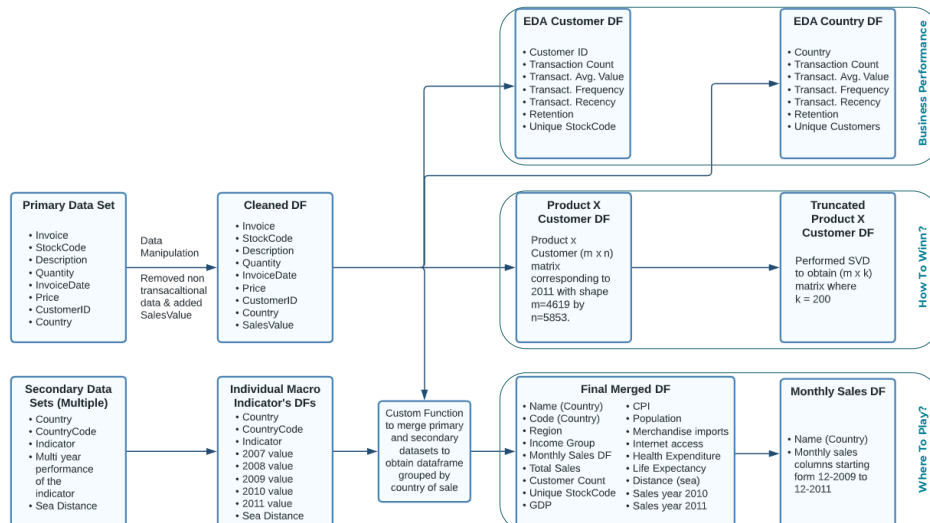 EDA Customer DF
• Customer ID
• Transaction Count
• Transact. Avg. Value
• Transact. Frequency
• Transact. Recency
• Retention
• Unique StockCode
EDA Country DF
• Country
• Transaction Count
• Transact. Avg. Value
• Transact. Frequency
• Transact. Recency
• Retention
• Unique Customers
Business Performance
Primary Data Set
• Invoice
• StockCode
• Description
• Quantity
• InvoiceDate
• Price
• CustomerID
• Country
Data
Manipulation
Removed non
transacaltional
data & added
SalesValue
Cleaned DF
• Invoice
• StockCode
• Description
• Quantity
• InvoiceDate
• Price
• CustomerID
• Country
• SalesValue
Product X
Customer DF
Product x
Customer (m x n)
matrix
corresponding to
2011 with shape
m=4619 by
n=5853.
Truncated
Product X
Customer DF
Performed SVD
to obtain (m x k)
matrix where
k = 200
How To Winn?
Secondary Data
Sets (Multiple)
• Country
• CountryCode
• Indicator
• Multi year
performance
of the
indicator
• Sea Distance
Individual Macro
Indicator's DFs
• Country
• CountryCode
• Indicator
• 2007 value
• 2008 value
• 2009 value
• 2010 value
• 2011 value
• Sea Distance
Custom Function
to merge primary
and secondary
datasets to
obtain dataframe
grouped by
country of sale
Final Merged DF
• Name (Country)
• Code (Country)
• Region
• Income Group
• Monthly Sales DF
• Total Sales
• Customer Count
• Unique StockCode
• GDP
• CPI
• Population
• Merchandise imports
• Internet access
• Health Expenditure
• Life Expectancy
• Distance (sea)
• Sales year 2010
• Sales year 2011
Monthly Sales DF
• Name (Country)
• Monthly sales
columns starting
form 12-2009 to
12-2011
Where To Play?